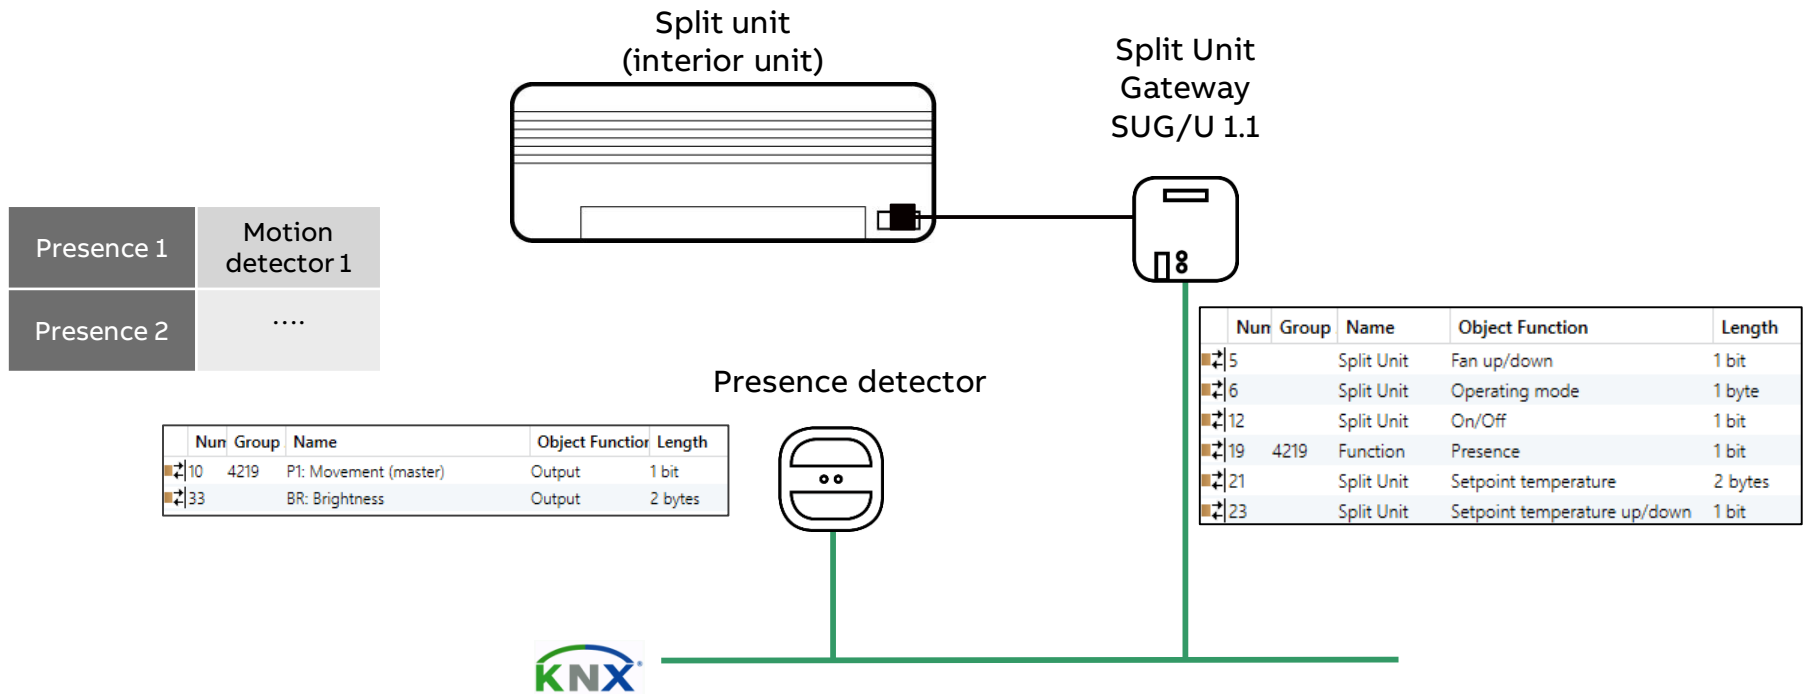 Split unit
(interior unit)
Split Unit
Gateway
SUG/U 1.1
Presence 1
Motion
detector 1
Presence 2
....
Presence detector
Num Group Name Object Function Length
10 4219 P1: Movement (master) Output 1 bit
33 BR: Brightness Output 2 bytes
Num Group Name Object Function Length
5 Split Unit Fan up/down 1 bit
6 Split Unit Operating mode 1 byte
12 Split Unit On/Off 1 bit
19 4219 Function Presence 1 bit
21 Split Unit Setpoint temperature 2 bytes
23 Split Unit Setpoint temperature up/down 1 bit
KNX